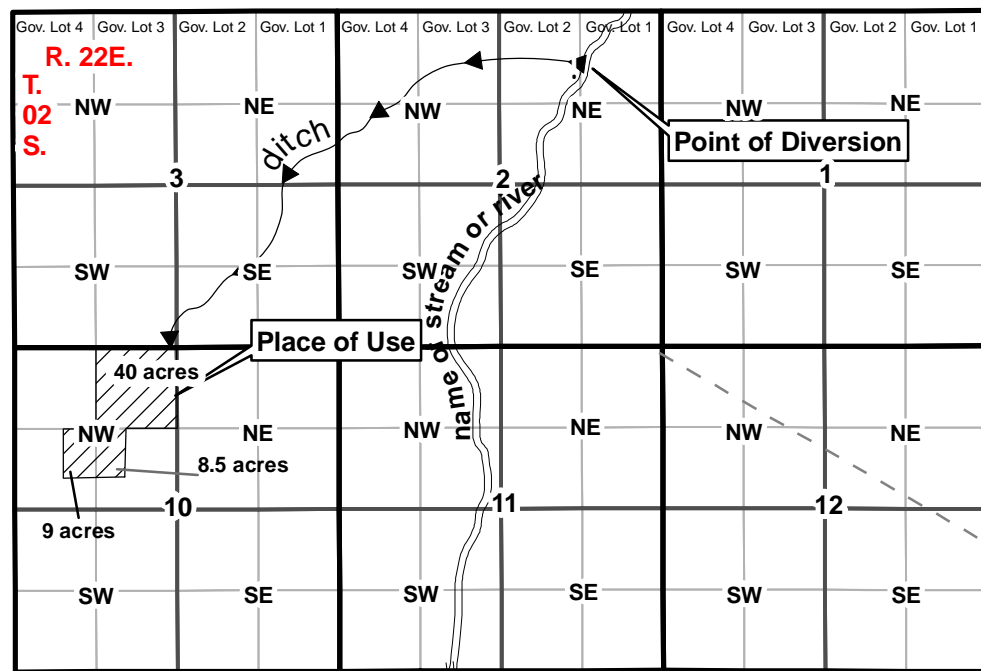 Gov. Lot 4 Gov. Lot 3 Gov. Lot 2 Gov. Lot 1 Gov. Lot 4 Gov. Lot 3 Gov. Lot 2 Gov. Lot 1 Gov. Lot 4 Gov. Lot 3 Gov. Lot 2 Gov. Lot 1
R. 22E.
T.
02
S.
NW NE NW NE NW NE
ditch
Point of Diversion
3 2 1
name of stream or river
SW SE SW SE SW SE
Place of Use
40 acres
NW NE NW NE NW NE
8.5 acres
9 acres
10 11 12
SW SE SW SE SW SE